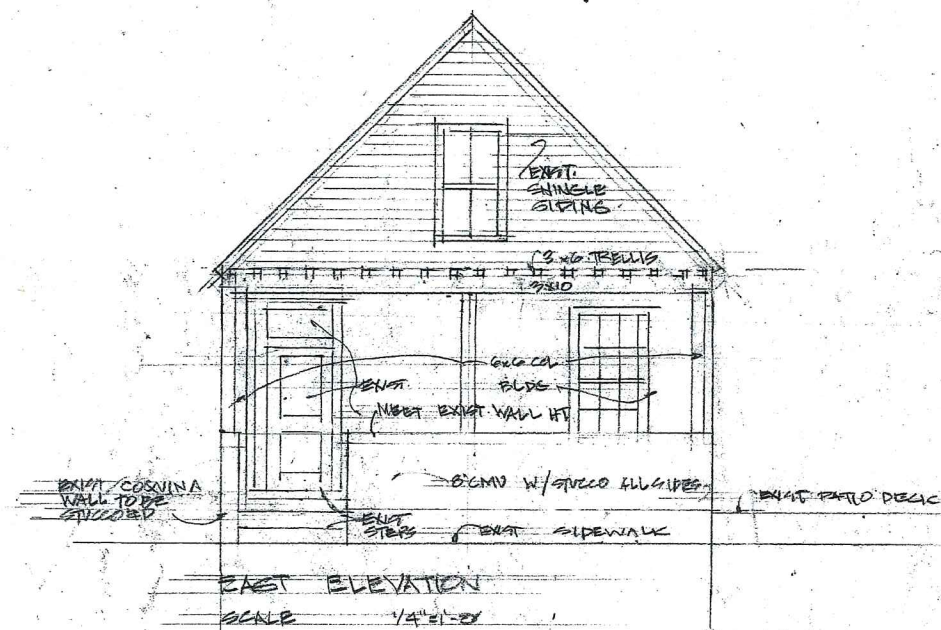 EXIST.
SHINGLE
SIDING
3x6 TRELLIS
3x10
6x6 COL
EXIST
BLDG
MEET EXIST WALL HT
EXIST COQUINA
WALL TO BE
STUCCOED
8" CMU W/STUCCO ALL SIDES
EXIST PATIO DECK
EXIST
STEPS
EXIST SIDEWALK
EAST ELEVATION
SCALE 1/4"=1'-0"